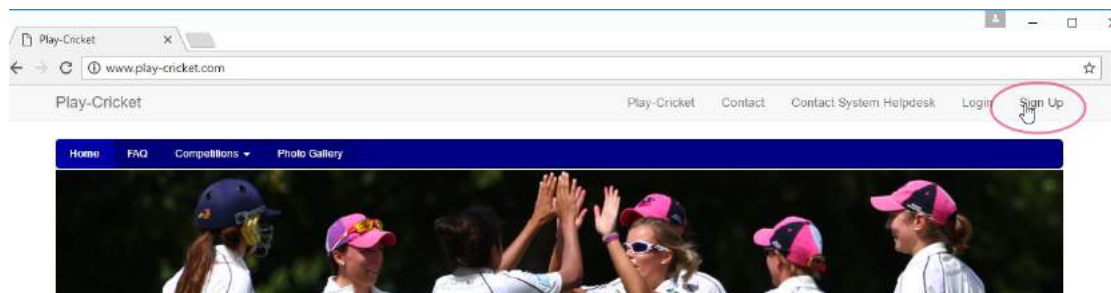 Play-Cricket
www.play-cricket.com
Play-Cricket Play-Cricket Contact Contact System Helpdesk Login Sign Up
Home FAQ Competitions Photo Gallery